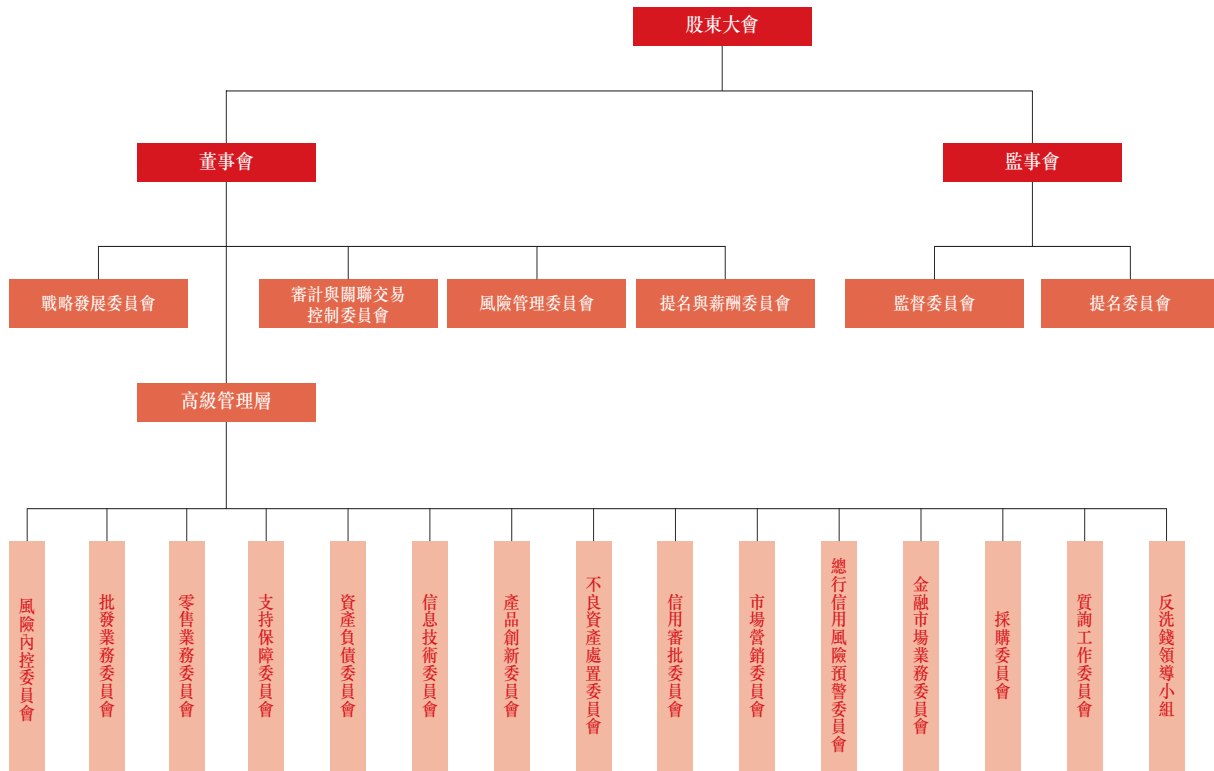 股東大會
董事會
監事會
戰略發展委員會
審計與關聯交易
控制委員會
風險管理委員會
提名與薪酬委員會
監督委員會
提名委員會
高級管理層
風險內控委員會
批發業務委員會
零售業務委員會
支持保障委員會
資產負債委員會
信息技術委員會
產品創新委員會
不良資產處置委員會
信用審批委員會
市場營銷委員會
總行信用風險預警委員會
金融市場業務委員會
採購委員會
質詢工作委員會
反洗錢領導小組